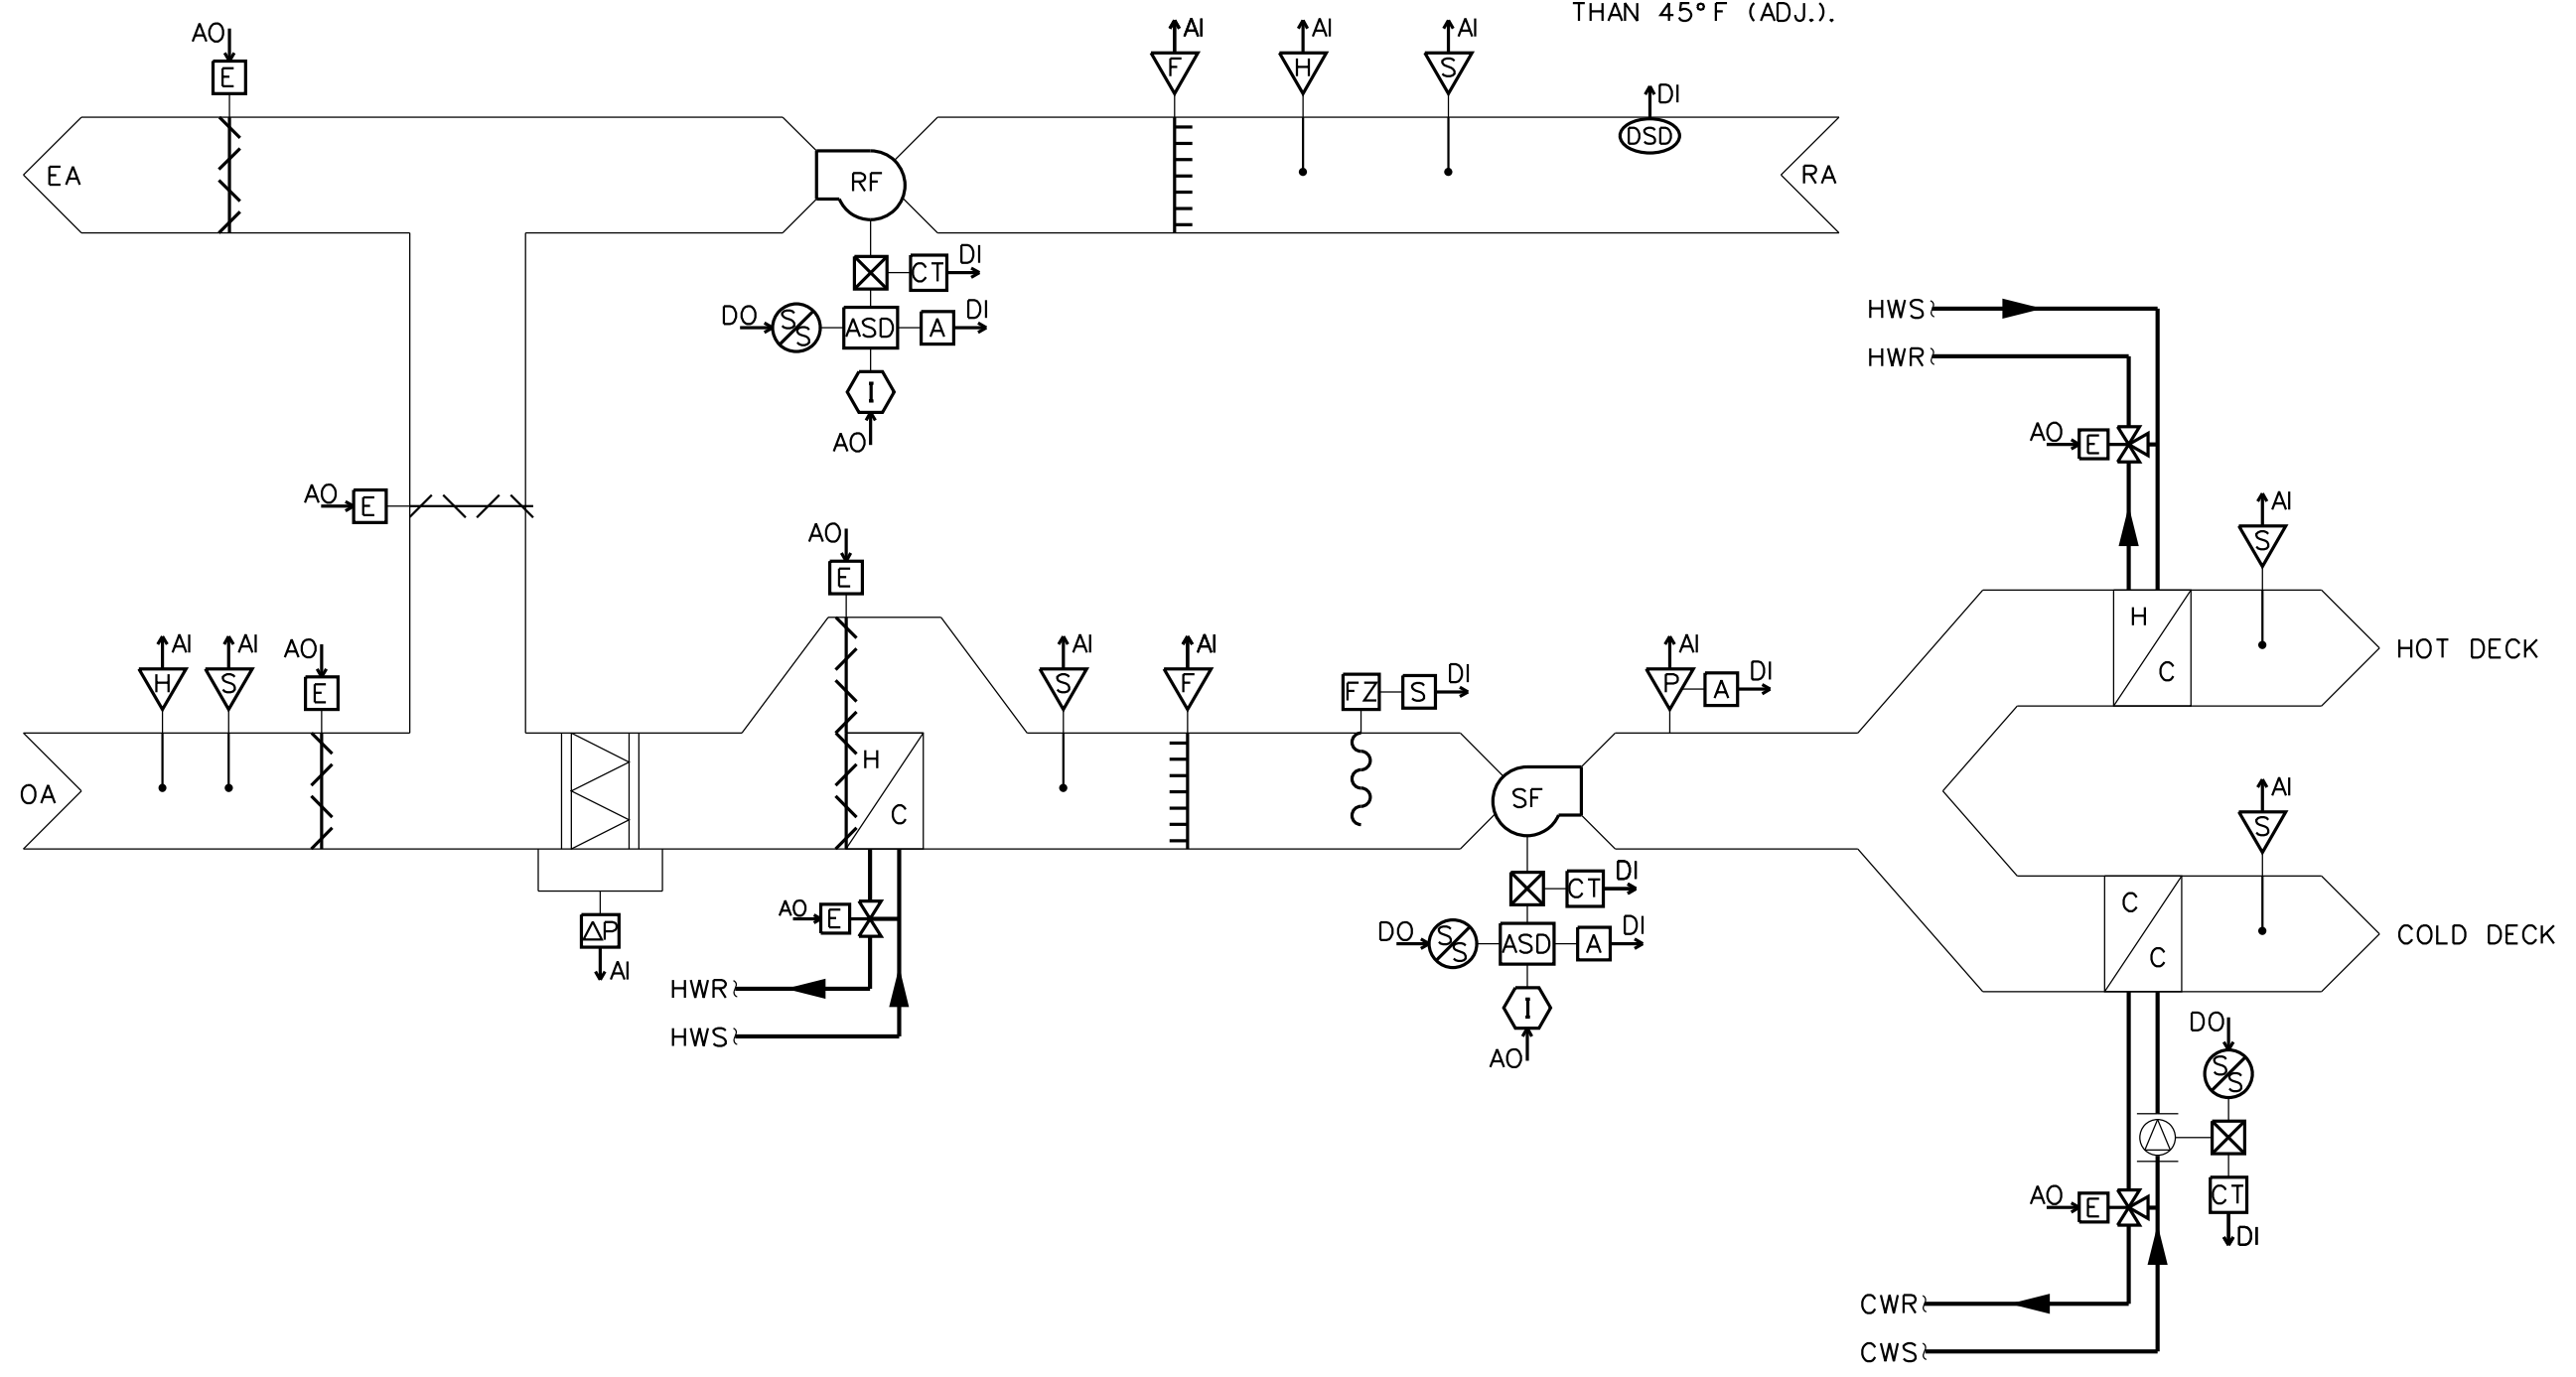 THAN 45°F (ADJ.).
AO
E
AI
F
AI
H
AI
S
DI
DSD
EA
RF
RA
CT
DI
DO
S
S
ASD
A
DI
I
AO
HWS
HWR
AO
E
AO
E
AI
S
AO
E
AI
H
AI
S
AO
E
AI
S
AI
F
FZ
S
DI
AI
P
A
DI
H
C
HOT DECK
OA
H
C
SF
AI
S
CT
DI
AO
E
ΔP
AI
DO
S
S
ASD
A
DI
C
C
COLD DECK
HWR
HWS
I
AO
DO
S
S
AO
E
CT
DI
CWR
CWS